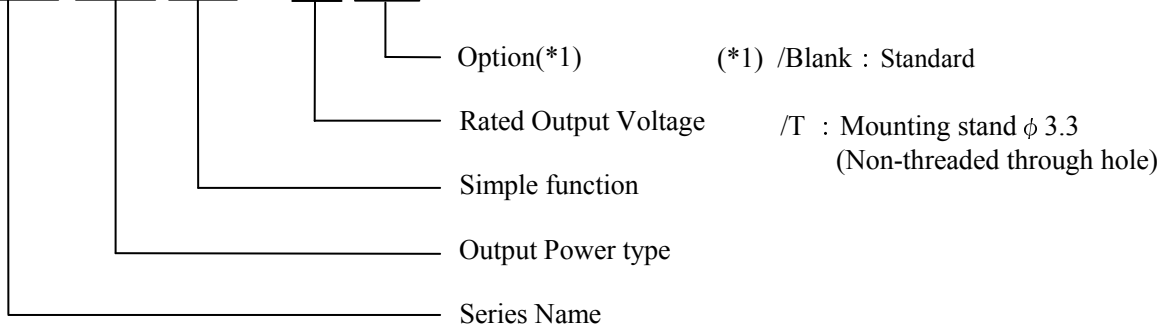 Option(*1) (*1) /Blank : Standard
Rated Output Voltage /T : Mounting stand φ 3.3
(Non-threaded through hole)
Simple function
Output Power type
Series Name